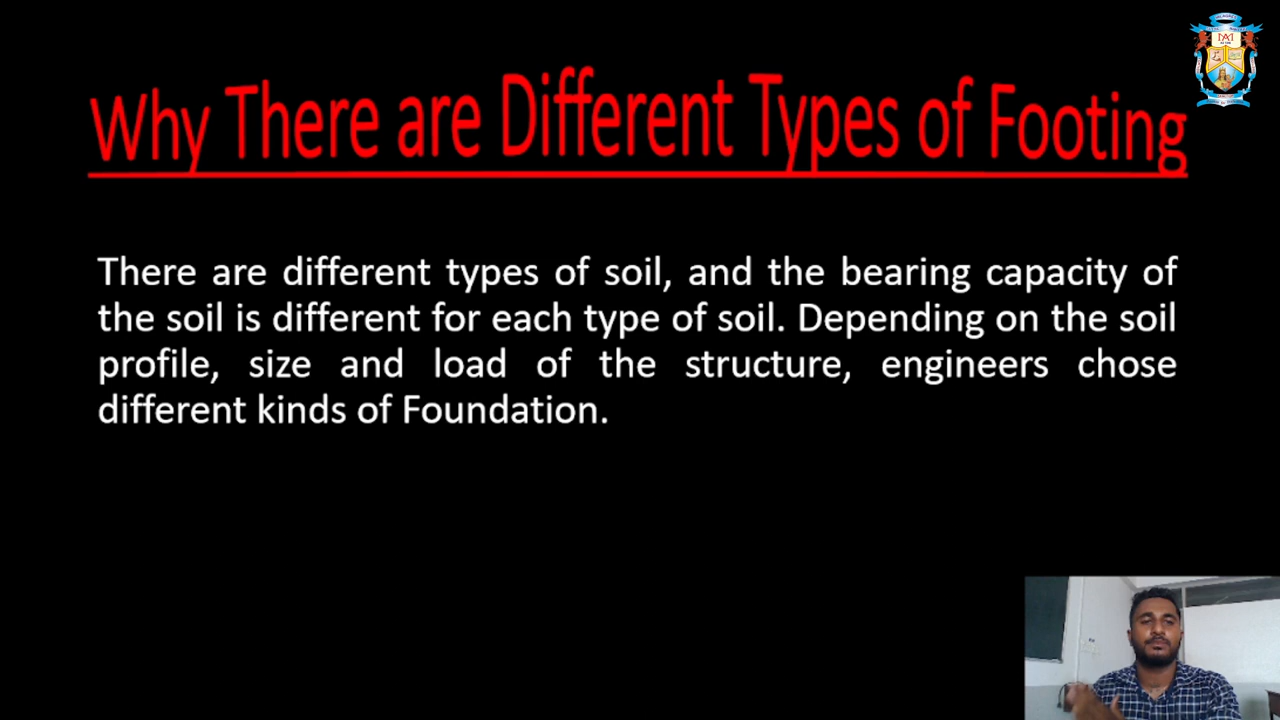 Why There are Different Types of Footing
There are different types of soil, and the bearing capacity of
the soil is different for each type of soil. Depending on the soil
profile, size and load of the structure, engineers chose
different kinds of Foundation.